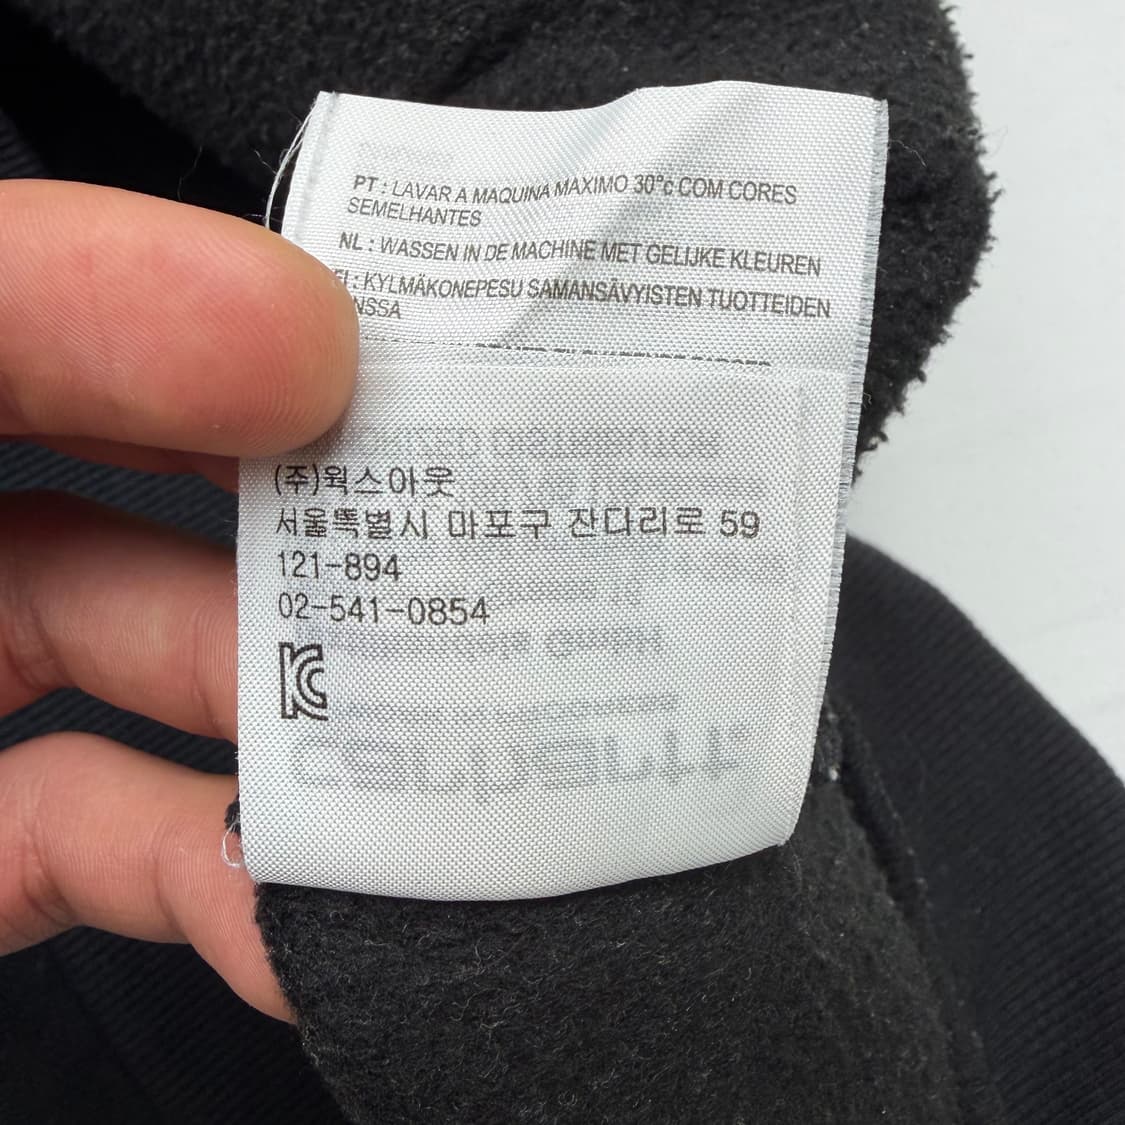 PT : LAVAR A MAQUINA MAXIMO 30°c COM CORES
SEMELHANTES
NL : WASSEN IN DE MACHINE MET GELIJKE KLEUREN
FI : KYLMÄKONEPESU SAMANSÄVYISTEN TUOTTEIDEN
NSSA
(주)웍스아웃
서울특별시 마포구 잔다리로 59
121-894
02-541-0854